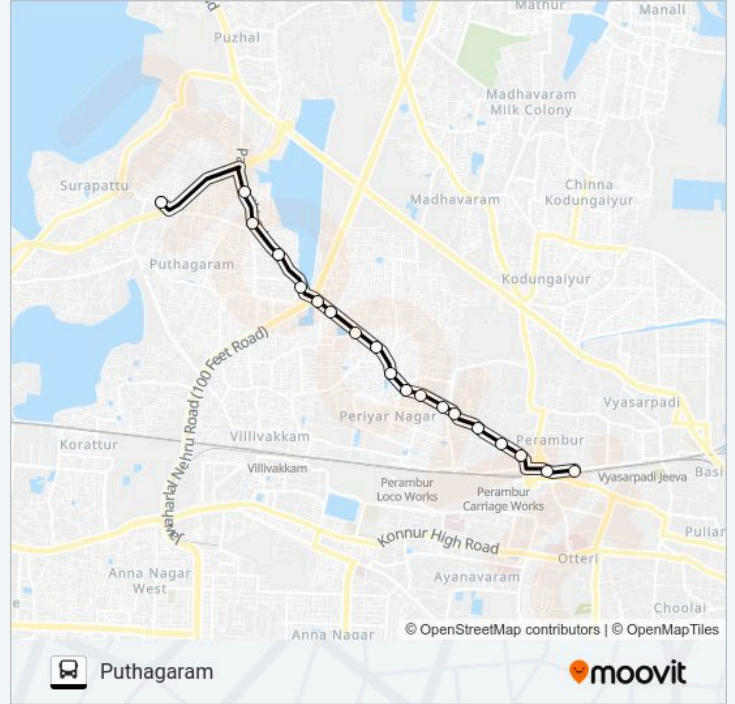 Mathur
Manali
Puzhal
Madhavaram
Milk Colony
Surapattu
Chinna
Kodungaiyur
Madhavaram
Puthagaram
Kodungaiyur
Jawaharlal Nehru Road (100 Feet Road)
Vyasarpadi
Periyar Nagar
Villivakkam
Perambur
Korattur
Villivakkam
Basi
Vyasarpadi Jeeva
Perambur
Loco Works
Perambur
Carriage Works
Konnur High Road
Pullar
Otteri
Anna Nagar
West
Ayanavaram
Choolai
Anna Nagar
© OpenStreetMap contributors | © OpenMapTiles
Puthagaram
moovit